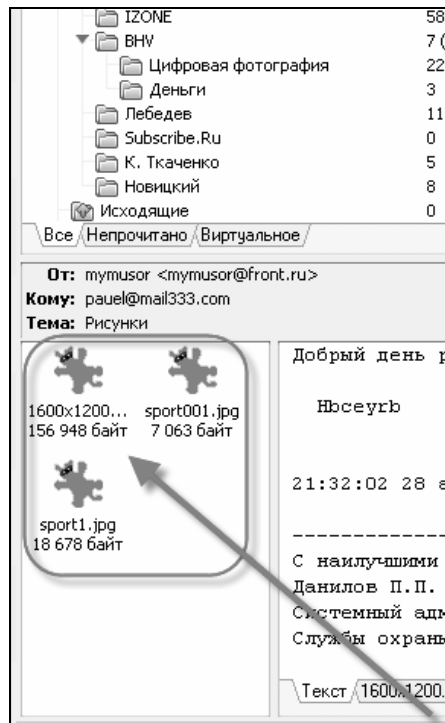 IZONE 58
BHV 7 (
Цифровая фотография 22
Деньги 3
Лебедев 11
Subscribe.Ru 0
К. Ткаченко 5
Новицкий 8
Исходящие 0
Все Непрочитано Виртуальное
От: mymusor <mymusor@front.ru>
Кому: pauel@mail333.com
Тема: Рисунки
Добрый день р
1600x1200... sport001.jpg Hbceyrb
156 948 байт 7 063 байт
21:32:02 28 а
sport1.jpg
18 678 байт
--------------
С наилучшими
Данилов П.П.
Системный адм
Службы охраны
Текст 1600x1200.